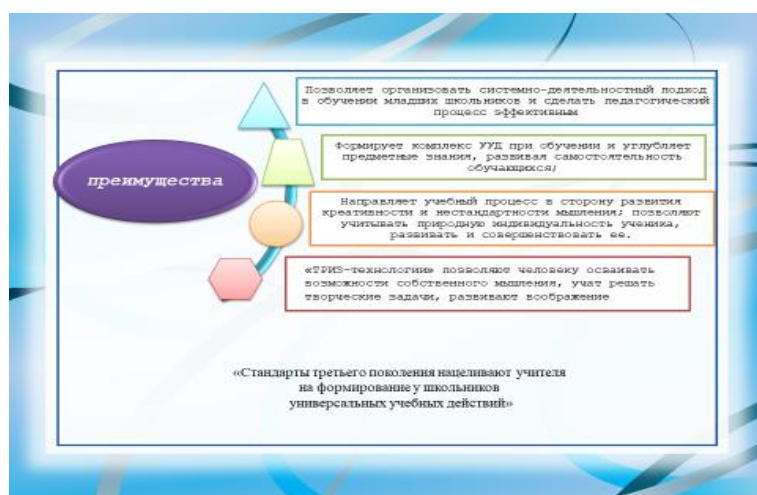 преимущества
Позволяет организовать системно-деятельностный подход
в обучении младших школьников и сделать педагогический
процесс эффективным
Формирует комплекс УУД при обучении и углубляет
предметные знания, развивая самостоятельность
обучающихся;
Направляет учебный процесс в сторону развития
креативности и нестандартности мышления; позволяют
учитывать природную индивидуальность ученика,
развивать и совершенствовать ее.
«ТРИЗ-технологии» позволяют человеку осваивать
возможности собственного мышления, учат решать
творческие задачи, развивают воображение
«Стандарты третьего поколения нацеливают учителя
на формирование у школьников
универсальных учебных действий»